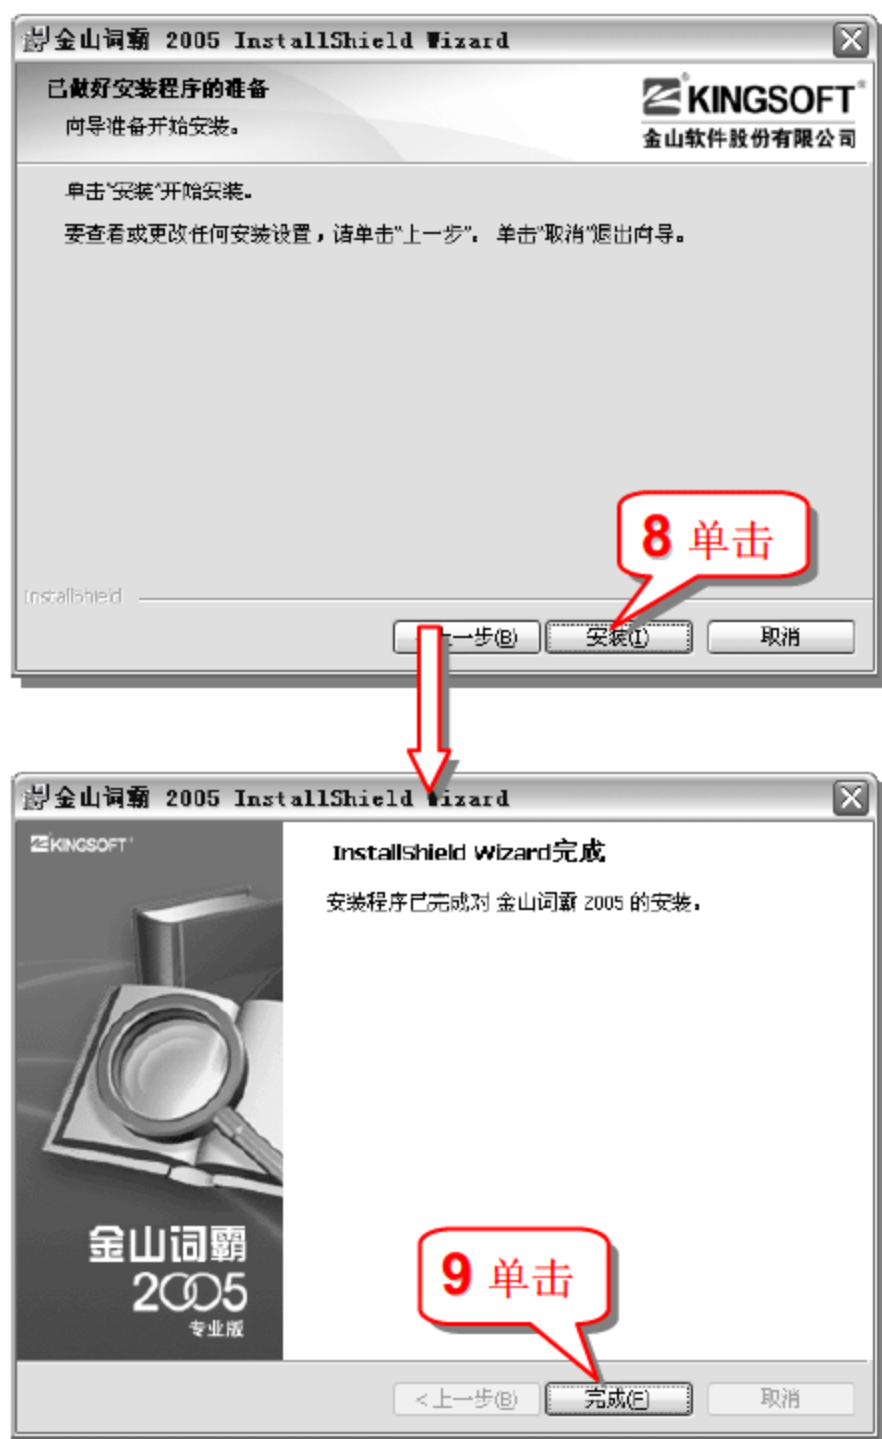 金山词霸 2005 InstallShield Wizard
已做好安装程序的准备
向导准备开始安装。
KINGSOFT
金山软件股份有限公司
单击"安装"开始安装。
要查看或更改任何安装设置，请单击"上一步"。 单击"取消"退出向导。
8 单击
InstallShield
上一步(B) 安装(I) 取消
金山词霸 2005 InstallShield Wizard
KINGSOFT
InstallShield Wizard完成
安装程序已完成对 金山词霸 2005 的安装。
金山词霸
2005
专业版
9 单击
<上一步(B) 完成(F) 取消